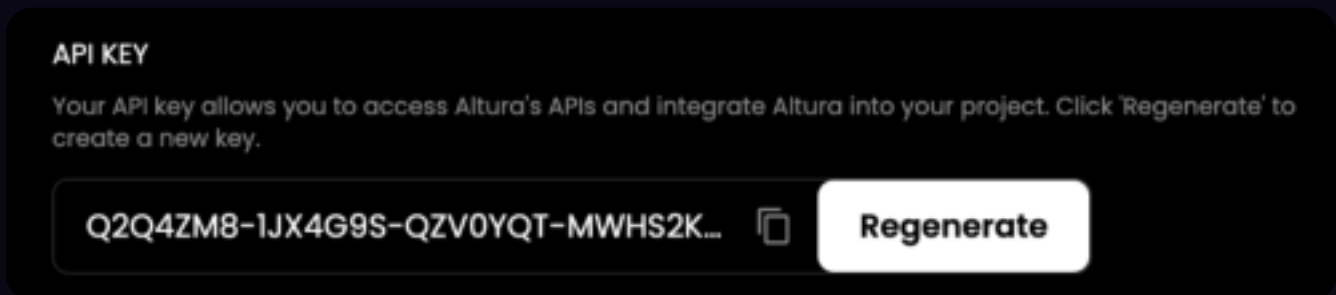 API KEY
Your API key allows you to access Altura's APIs and integrate Altura into your project. Click 'Regenerate' to
create a new key.
Q2Q4ZM8-1JX4G9S-QZV0YQT-MWHS2K...
Regenerate